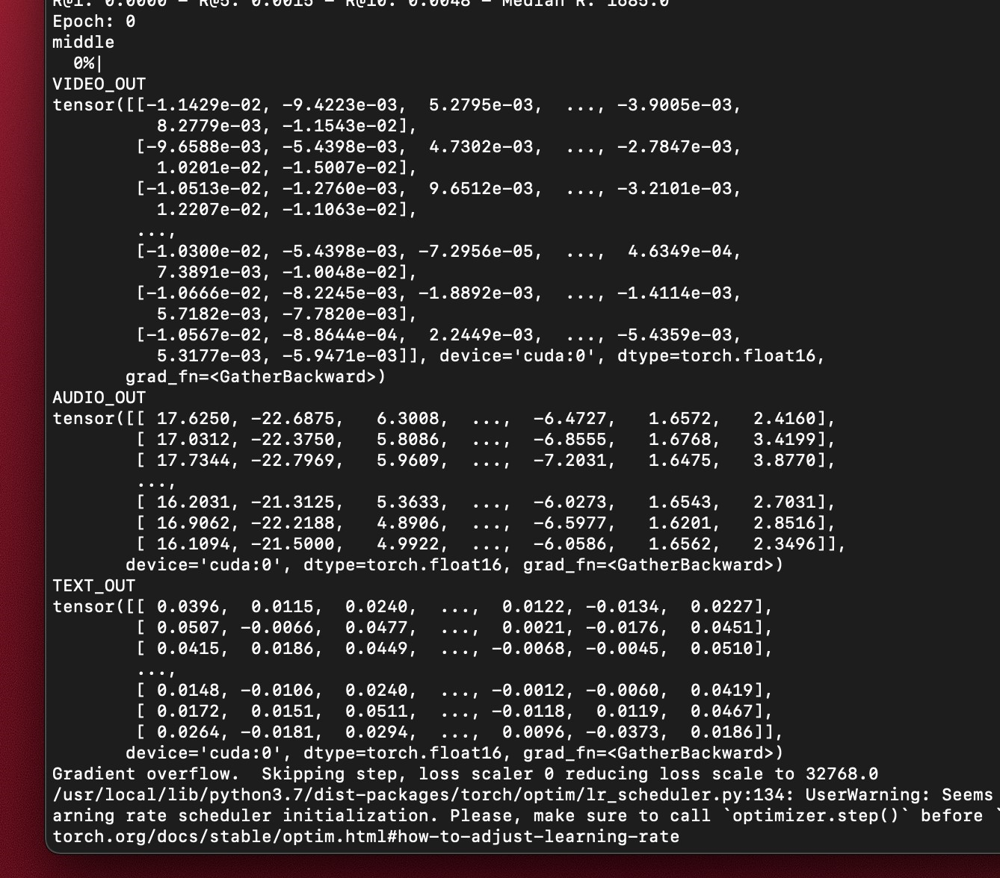 R@1: 0.0000 - R@5: 0.0015 - R@10: 0.0048 - Median R: 1685.0
Epoch: 0
middle
  0%|
VIDEO_OUT
tensor([[-1.1429e-02, -9.4223e-03,  5.2795e-03,  ..., -3.9005e-03,
          8.2779e-03, -1.1543e-02],
        [-9.6588e-03, -5.4398e-03,  4.7302e-03,  ..., -2.7847e-03,
          1.0201e-02, -1.5007e-02],
        [-1.0513e-02, -1.2760e-03,  9.6512e-03,  ..., -3.2101e-03,
          1.2207e-02, -1.1063e-02],
        ...,
        [-1.0300e-02, -5.4398e-03, -7.2956e-05,  ...,  4.6349e-04,
          7.3891e-03, -1.0048e-02],
        [-1.0666e-02, -8.2245e-03, -1.8892e-03,  ..., -1.4114e-03,
          5.7182e-03, -7.7820e-03],
        [-1.0567e-02, -8.8644e-04,  2.2449e-03,  ..., -5.4359e-03,
          5.3177e-03, -5.9471e-03]], device='cuda:0', dtype=torch.float16,
       grad_fn=<GatherBackward>)
AUDIO_OUT
tensor([[ 17.6250, -22.6875,   6.3008,  ...,  -6.4727,   1.6572,   2.4160],
        [ 17.0312, -22.3750,   5.8086,  ...,  -6.8555,   1.6768,   3.4199],
        [ 17.7344, -22.7969,   5.9609,  ...,  -7.2031,   1.6475,   3.8770],
        ...,
        [ 16.2031, -21.3125,   5.3633,  ...,  -6.0273,   1.6543,   2.7031],
        [ 16.9062, -22.2188,   4.8906,  ...,  -6.5977,   1.6201,   2.8516],
        [ 16.1094, -21.5000,   4.9922,  ...,  -6.0586,   1.6562,   2.3496]],
       device='cuda:0', dtype=torch.float16, grad_fn=<GatherBackward>)
TEXT_OUT
tensor([[ 0.0396,  0.0115,  0.0240,  ...,  0.0122, -0.0134,  0.0227],
        [ 0.0507, -0.0066,  0.0477,  ...,  0.0021, -0.0176,  0.0451],
        [ 0.0415,  0.0186,  0.0449,  ..., -0.0068, -0.0045,  0.0510],
        ...,
        [ 0.0148, -0.0106,  0.0240,  ..., -0.0012, -0.0060,  0.0419],
        [ 0.0172,  0.0151,  0.0511,  ..., -0.0118,  0.0119,  0.0467],
        [ 0.0264, -0.0181,  0.0294,  ...,  0.0096, -0.0373,  0.0186]],
       device='cuda:0', dtype=torch.float16, grad_fn=<GatherBackward>)
Gradient overflow.  Skipping step, loss scaler 0 reducing loss scale to 32768.0
/usr/local/lib/python3.7/dist-packages/torch/optim/lr_scheduler.py:134: UserWarning: Seems
arning rate scheduler initialization. Please, make sure to call `optimizer.step()` before `
torch.org/docs/stable/optim.html#how-to-adjust-learning-rate